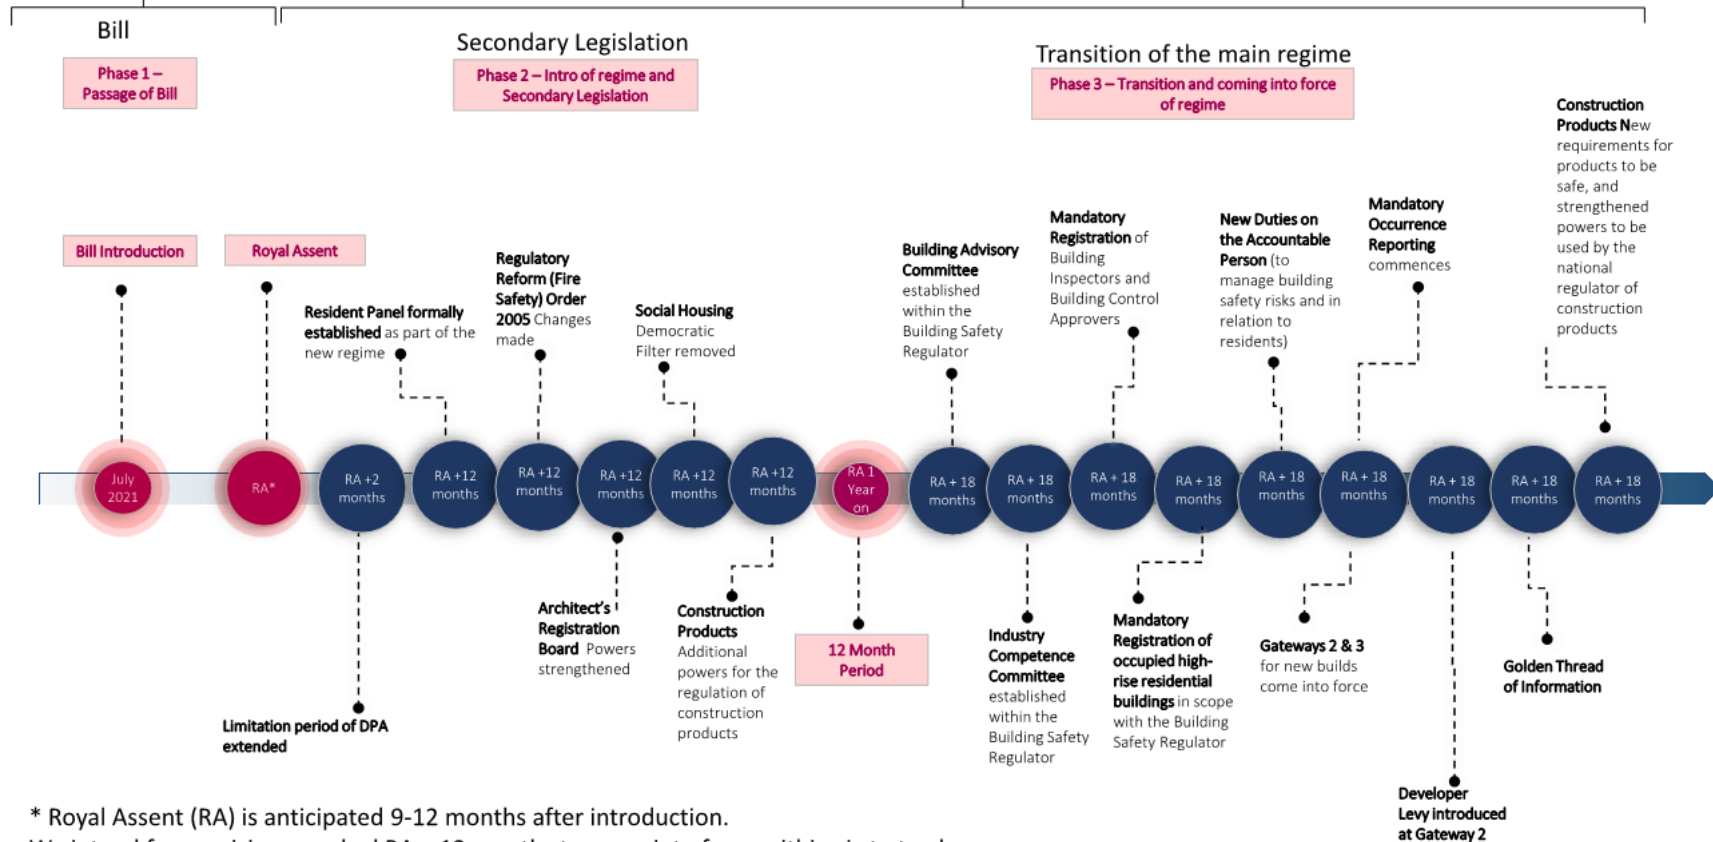 Bill
Secondary Legislation
Transition of the main regime
Phase 1 –
Passage of Bill
Phase 2 – Intro of regime and
Secondary Legislation
Phase 3 – Transition and coming into force
of regime
Bill Introduction
Royal Assent
Resident Panel formally
established as part of the
new regime
Regulatory
Reform (Fire
Safety) Order
2005 Changes
made
Social Housing
Democratic
Filter removed
Building Advisory
Committee
established
within the
Building Safety
Regulator
Mandatory
Registration of
Building
Inspectors and
Building Control
Approvers
New Duties on
the Accountable
Person (to
manage building
safety risks and in
relation to
residents)
Mandatory
Occurrence
Reporting
commences
Construction
Products New
requirements for
products to be
safe, and
strengthened
powers to be
used by the
national
regulator of
construction
products
July
2021
RA*
RA +2
months
RA +12
months
RA +12
months
RA +12
months
RA +12
months
RA +12
months
RA 1
Year
on
RA + 18
months
RA + 18
months
RA + 18
months
RA + 18
months
RA + 18
months
RA + 18
months
RA + 18
months
RA + 18
months
RA + 18
months
Limitation period of DPA
extended
Architect's
Registration
Board Powers
strengthened
Construction
Products
Additional
powers for the
regulation of
construction
products
12 Month
Period
Industry
Competence
Committee
established
within the
Building Safety
Regulator
Mandatory
Registration of
occupied high-
rise residential
buildings in scope
with the Building
Safety Regulator
Gateways 2 & 3
for new builds
come into force
Developer
Levy introduced
at Gateway 2
Golden Thread
of Information
* Royal Assent (RA) is anticipated 9-12 months after introduction.